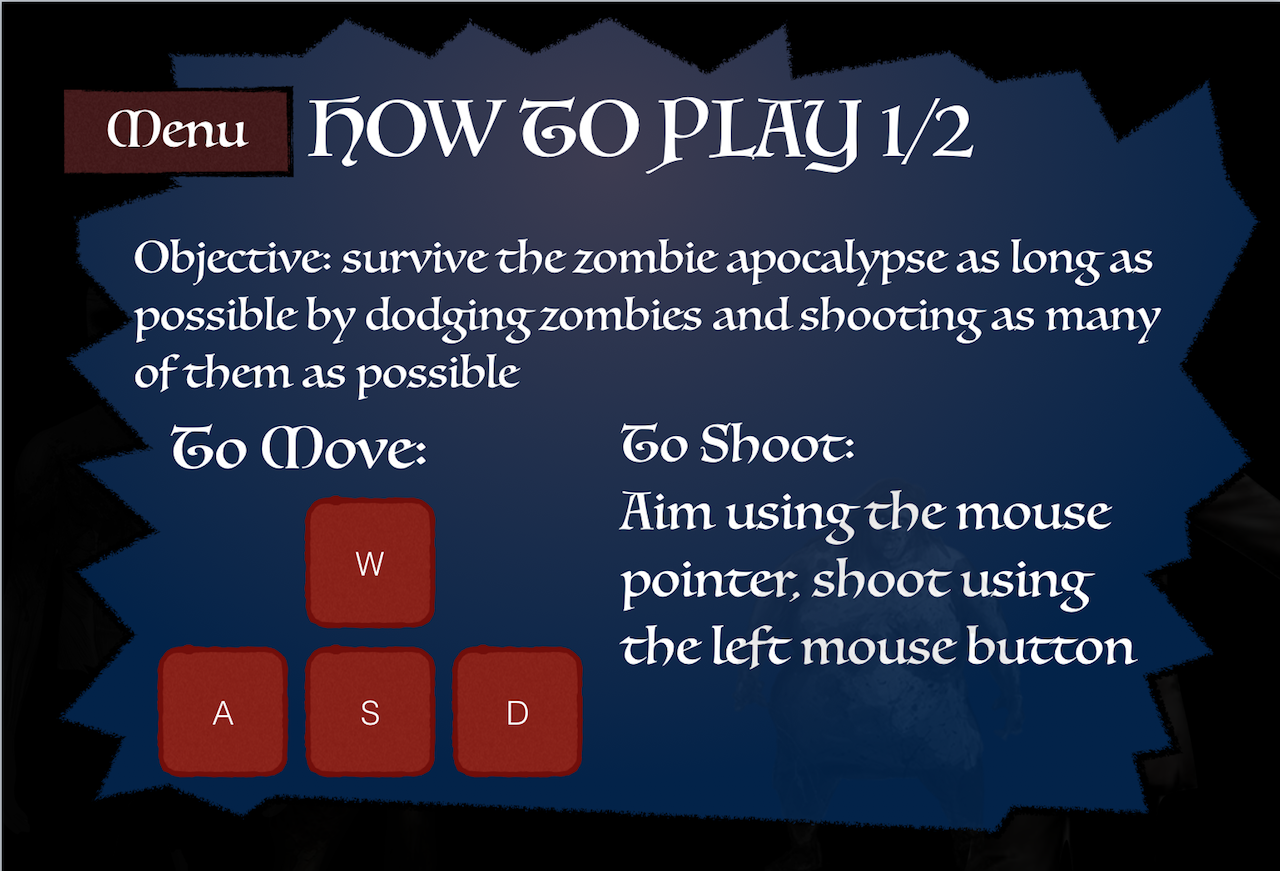 Menu
HOW TO PLAY 1/2
Objective: survive the zombie apocalypse as long as
possible by dodging zombies and shooting as many
of them as possible
To Move:
W
A S D
To Shoot:
Aim using the mouse
pointer, shoot using
the left mouse button